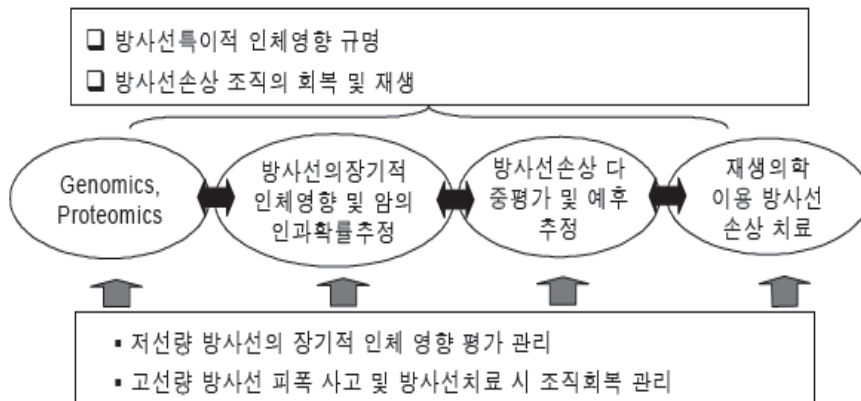 ❑ 방사선특이적 인체영향 규명
❑ 방사선손상 조직의 회복 및 재생
Genomics,
Proteomics
방사선의장기적
인체영향 및 암의
인과확률추정
방사선손상 다
중평가 및 예후
추정
재생의학
이용 방사선
손상 치료
▪ 저선량 방사선의 장기적 인체 영향 평가 관리
▪ 고선량 방사선 피폭 사고 및 방사선치료 시 조직회복 관리